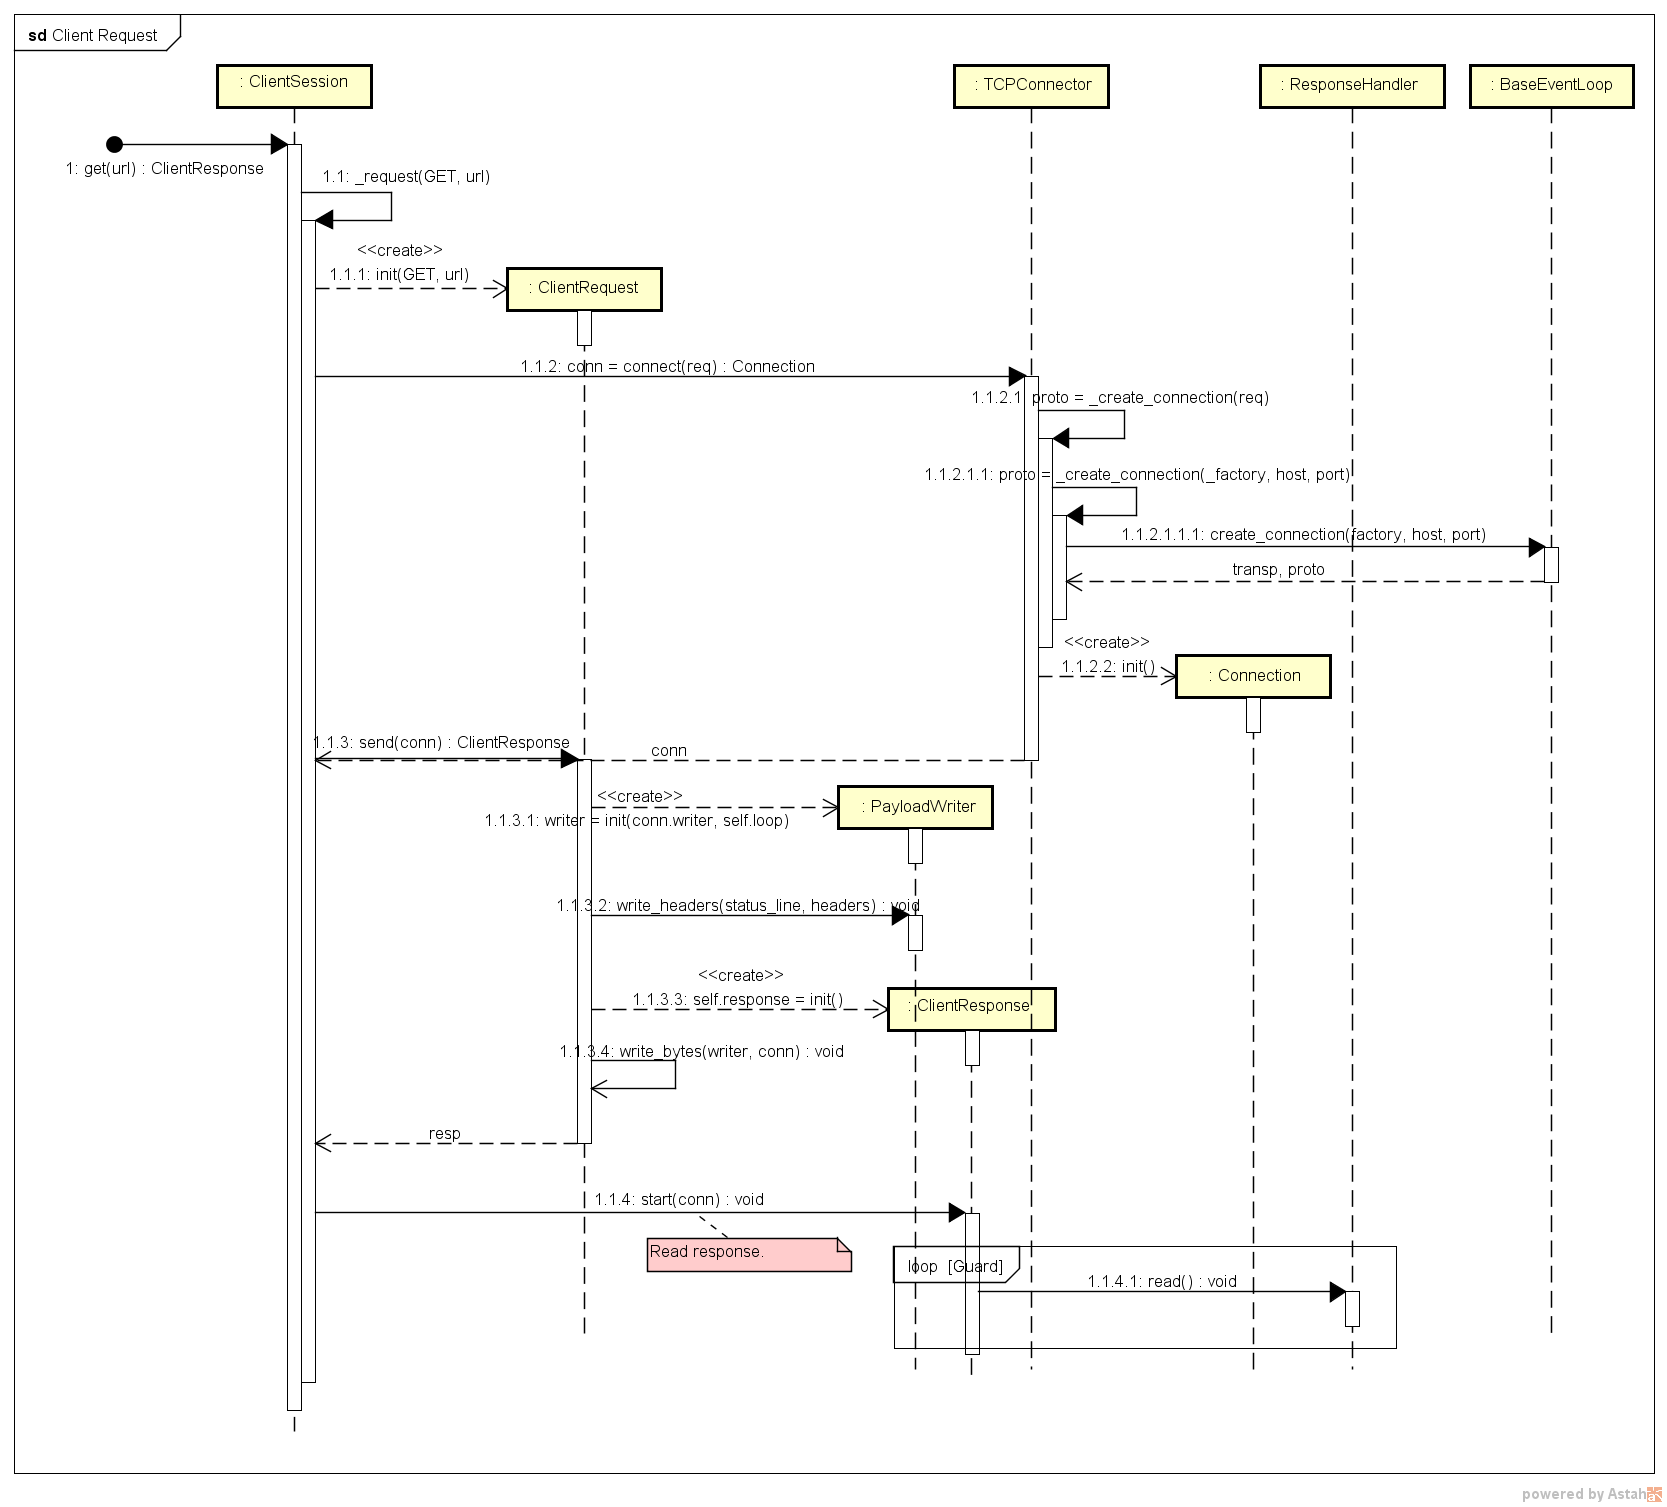 sd Client Request
: ClientSession
: TCPConnector
: ResponseHandler
: BaseEventLoop
1: get(url) : ClientResponse
1.1: _request(GET, url)
<<create>>
1.1.1: init(GET, url)
: ClientRequest
1.1.2: conn = connect(req) : Connection
1.1.2.1: proto = _create_connection(req)
1.1.2.1.1: proto = _create_connection(_factory, host, port)
1.1.2.1.1.1: create_connection(factory, host, port)
transp, proto
<<create>>
1.1.2.2: init()
: Connection
1.1.3: send(conn) : ClientResponse
conn
<<create>>
1.1.3.1: writer = init(conn.writer, self.loop)
: PayloadWriter
1.1.3.2: write_headers(status_line, headers) : void
<<create>>
1.1.3.3: self.response = init()
: ClientResponse
1.1.3.4: write_bytes(writer, conn) : void
resp
1.1.4: start(conn) : void
Read response.
loop [Guard]
1.1.4.1: read() : void
powered by Astah